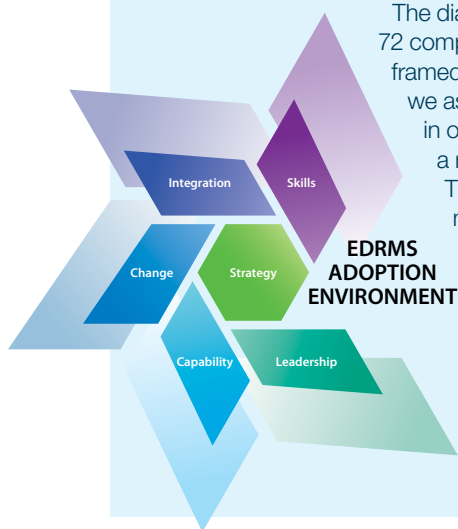 The dia
72 comp
framed
we as
in o
a r
T
Integration
Skills
EDRMS
ADOPTION
ENVIRONMENT
Change
Strategy
Capability
Leadership